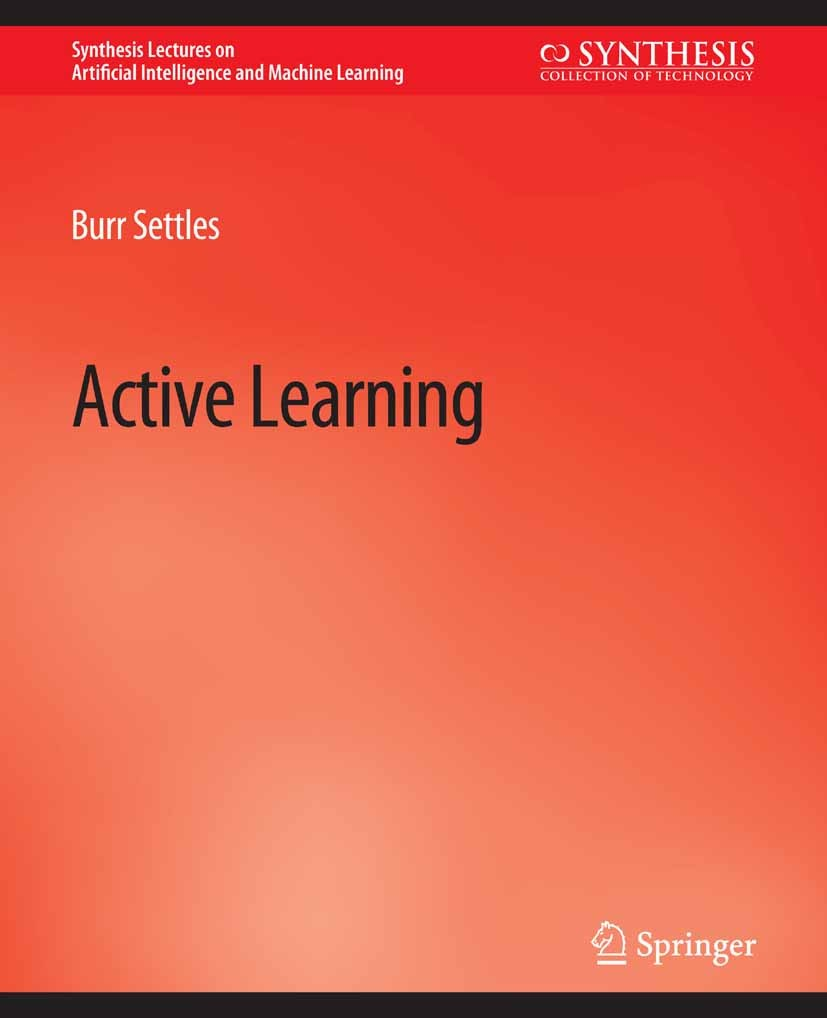 Synthesis Lectures on
Artificial Intelligence and Machine Learning
SYNTHESIS
COLLECTION OF TECHNOLOGY
Burr Settles
Active Learning
Springer